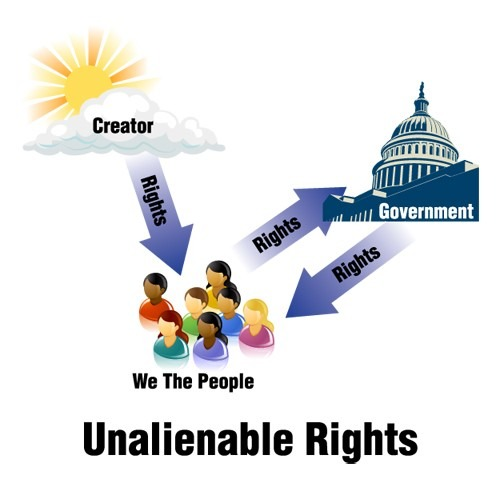 Creator
Rights
Government
Rights
Rights
We The People
Unalienable Rights